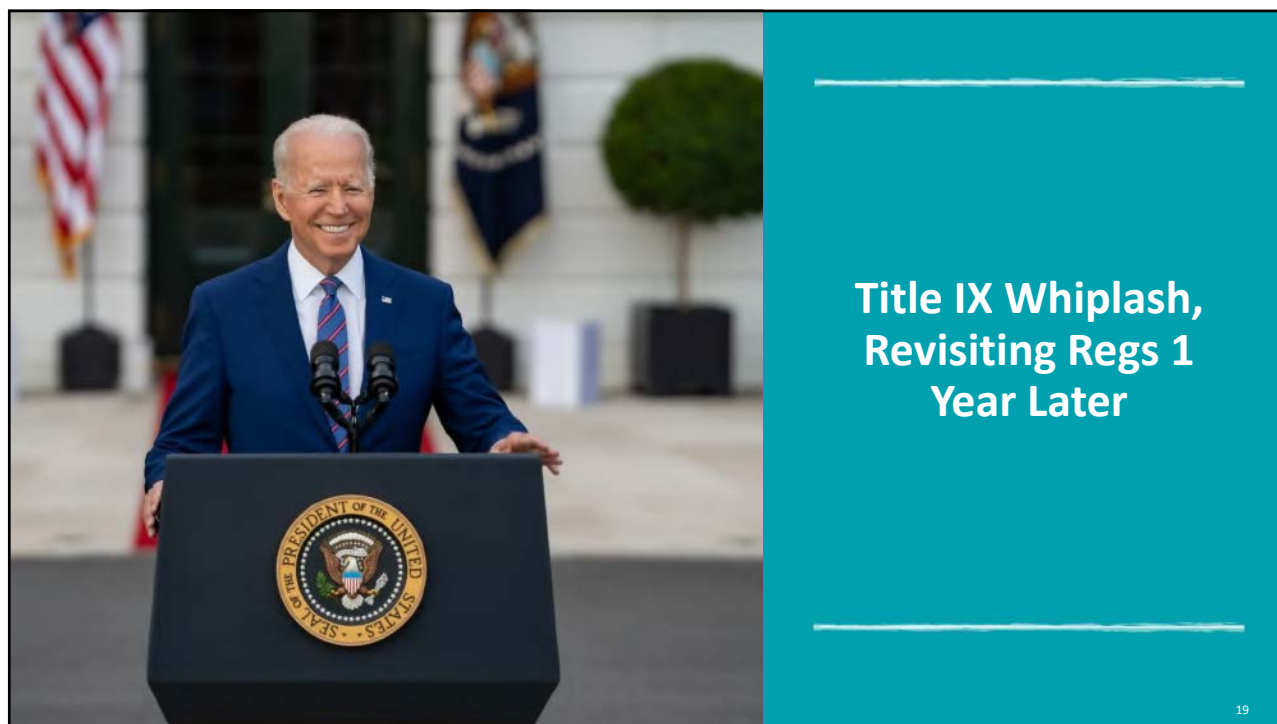 SEAL OF THE PRESIDENT OF THE UNITED STATES
Title IX Whiplash,
Revisiting Regs 1
Year Later
19